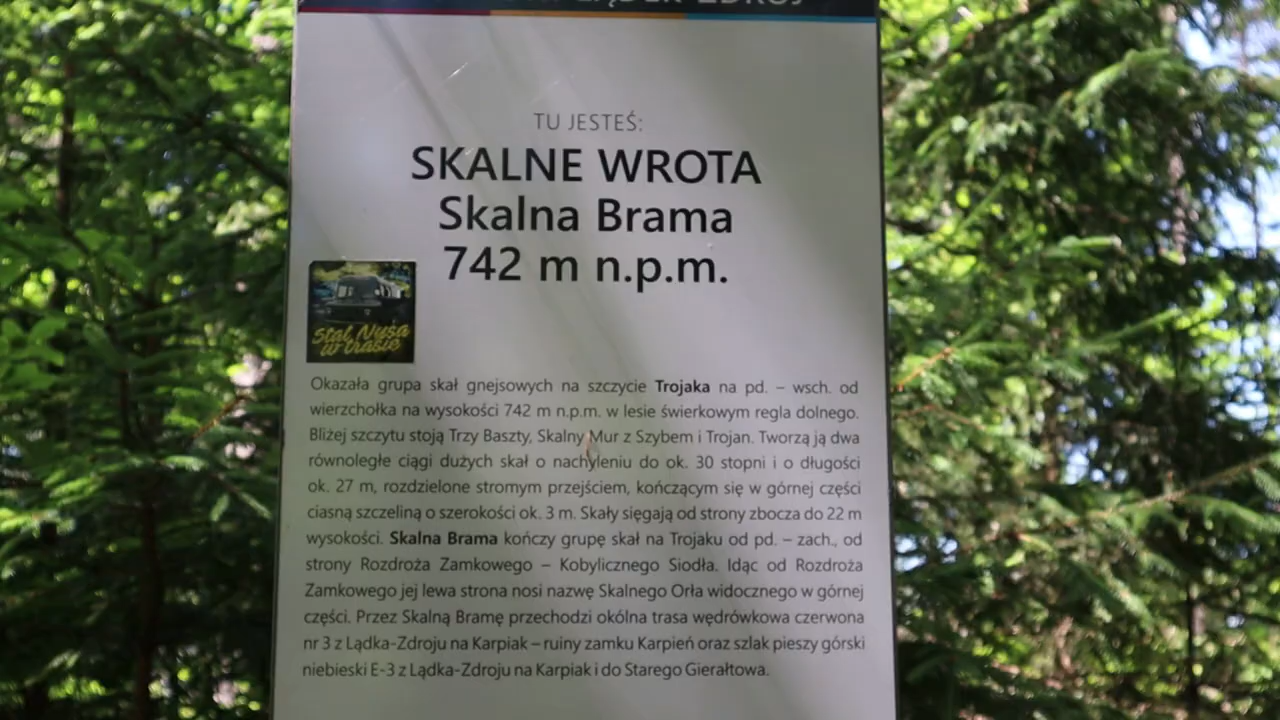 LĄDEK-ZDRÓJ
TU JESTEŚ:
SKALNE WROTA
Skalna Brama
742 m n.p.m.
Stal Nysa
w trasie
Okazała grupa skał gnejsowych na szczycie Trojaka na pd. – wsch. od
wierzchołka na wysokości 742 m n.p.m. w lesie świerkowym regla dolnego.
Bliżej szczytu stoją Trzy Baszty, Skalny Mur z Szybem i Trojan. Tworzą ją dwa
równoległe ciągi dużych skał o nachyleniu do ok. 30 stopni i o długości
ok. 27 m, rozdzielone stromym przejściem, kończącym się w górnej części
ciasną szczeliną o szerokości ok. 3 m. Skały sięgają od strony zbocza do 22 m
wysokości. Skalna Brama kończy grupę skał na Trojaku od pd. – zach., od
strony Rozdroża Zamkowego – Kobylicznego Siodła. Idąc od Rozdroża
Zamkowego jej lewa strona nosi nazwę Skalnego Orła widocznego w górnej
części. Przez Skalną Bramę przechodzi okólna trasa wędrówkowa czerwona
nr 3 z Lądka-Zdroju na Karpiak – ruiny zamku Karpień oraz szlak pieszy górski
niebieski E-3 z Lądka-Zdroju na Karpiak i do Starego Gierałtowa.